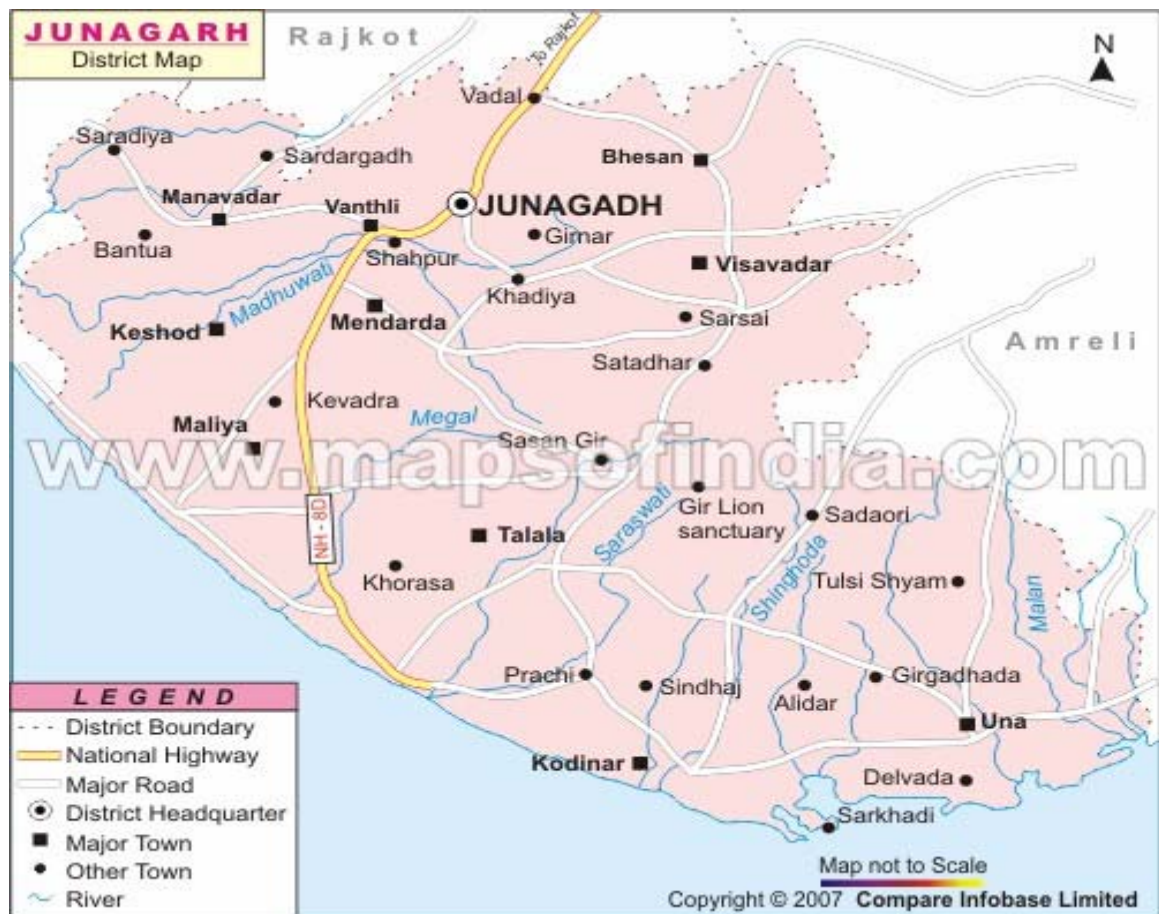 JUNAGARH
District Map
Rajkot
To Rajkot
N
Vadal
Saradiya
Sardargadh
Bhesan
Manavadar
Vanthli
JUNAGADH
Bantua
Shahpur
Girnar
Visavadar
Madhuwati
Khadiya
Keshod
Mendarda
Sarsai
Amreli
Satadhar
Kevadra
Megal
Maliya
Sasan Gir
www.mapsofindia.com
NH - 8D
Talala
Saraswati
Gir Lion
sanctuary
Sadaori
Khorasa
Shinghoda
Tulsi Shyam
Malan
Prachi
Sindhaj
Alidar
Girgadhada
Una
Kodinar
Delvada
Sarkhadi
LEGEND
District Boundary
National Highway
Major Road
District Headquarter
Major Town
Other Town
River
Map not to Scale
Copyright © 2007 Compare Infobase Limited